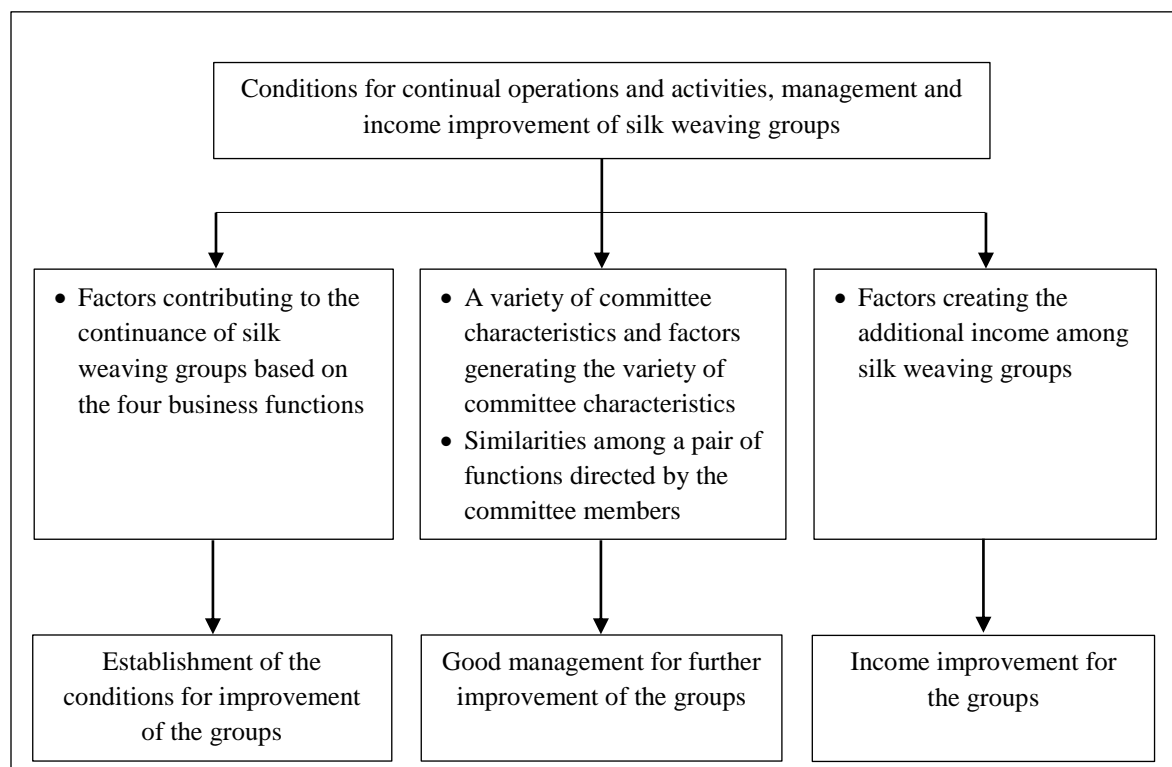 Conditions for continual operations and activities, management and
income improvement of silk weaving groups
• Factors contributing to the
continuance of silk
weaving groups based on
the four business functions
• A variety of committee
characteristics and factors
generating the variety of
committee characteristics
• Similarities among a pair of
functions directed by the
committee members
• Factors creating the
additional income among
silk weaving groups
Establishment of the
conditions for improvement
of the groups
Good management for further
improvement of the groups
Income improvement for
the groups